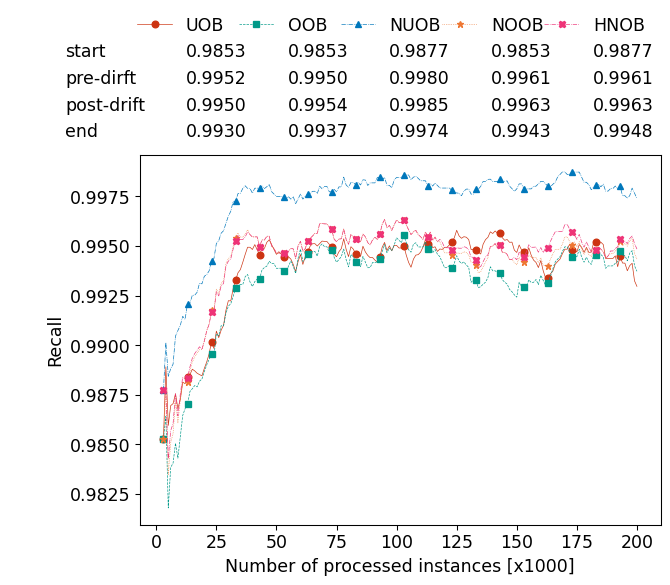 UOB OOB NUOB NOOB HNOB
start 0.9853 0.9853 0.9877 0.9853 0.9877
pre-dirft 0.9952 0.9950 0.9980 0.9961 0.9961
post-drift 0.9950 0.9954 0.9985 0.9963 0.9963
end 0.9930 0.9937 0.9974 0.9943 0.9948
0.9975
0.9950
0.9925
0.9900
0.9875
0.9850
0.9825
Recall
0 25 50 75 100 125 150 175 200
Number of processed instances [x1000]